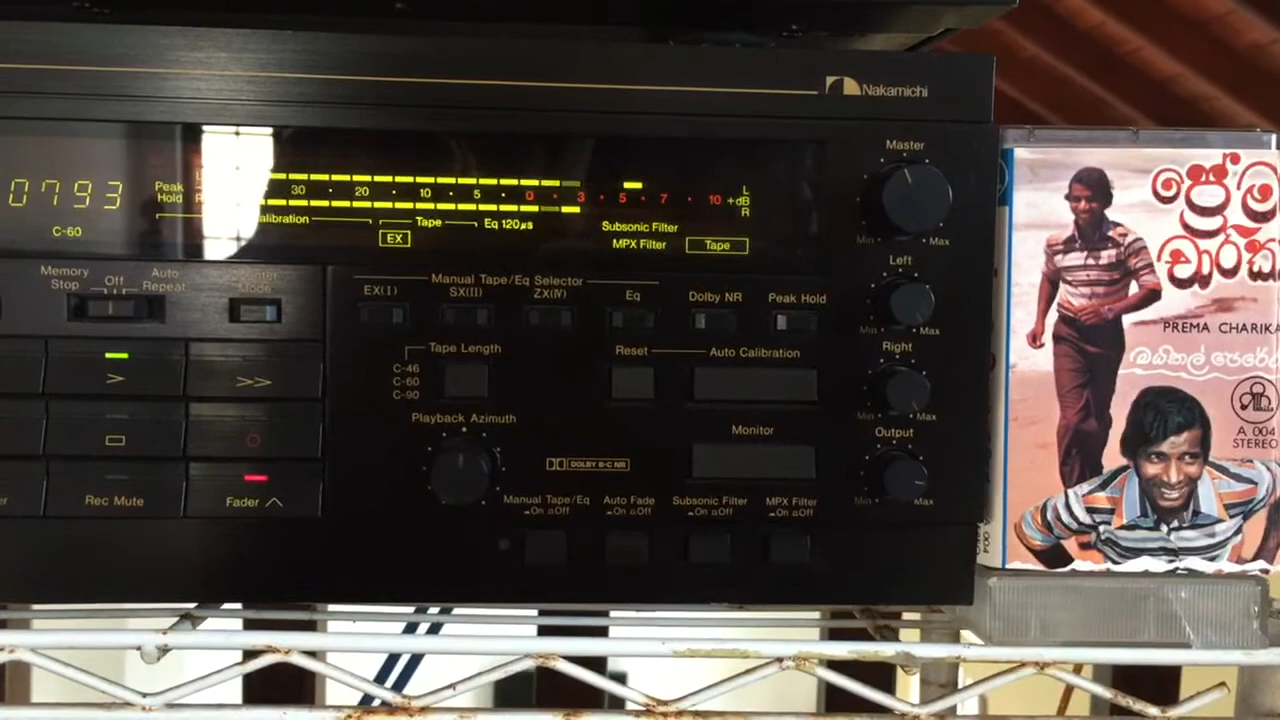 Nakamichi
0793
Peak
Hold
L
R
30 20 10 5 0 3 5 7 10 +dB
L
R
alibration
Tape
Eq 120µs
EX
C-60
Subsonic Filter
MPX Filter
Tape
Master
Min Max
Left
Min Max
Right
Min Max
Output
Min Max
Memory
Stop
Off
Auto
Repeat
Mode
Manual Tape/Eq Selector
EX(I) SX(II) ZX(IV) Eq Dolby NR Peak Hold
Tape Length
C-46
C-60
C-90
Reset
Auto Calibration
Playback Azimuth
Monitor
DOLBY B-C NR
Rec Mute
Fader
Manual Tape/Eq Auto Fade Subsonic Filter MPX Filter
On Off On Off On Off On Off
ප්‍රේම
චාරිකා
PREMA CHARIKA
මයිකල්
A 004
STEREO